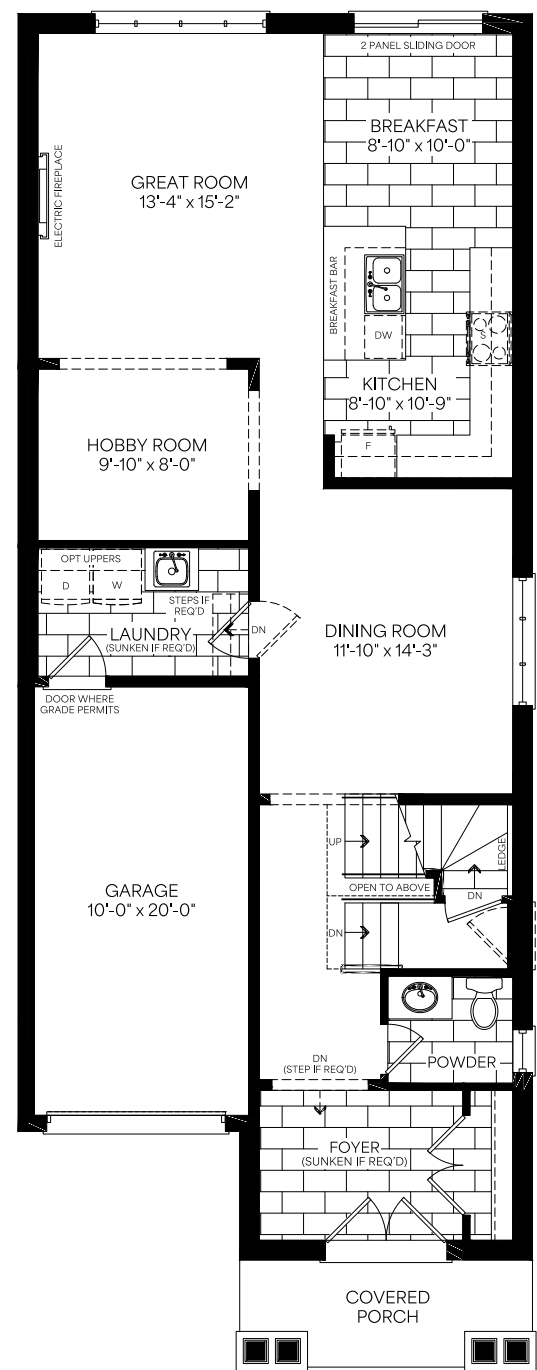 2 PANEL SLIDING DOOR
BREAKFAST
8'-10" x 10'-0"
GREAT ROOM
13'-4" x 15'-2"
ELECTRIC FIREPLACE
BREAKFAST BAR
DW
S
KITCHEN
8'-10" x 10'-9"
F
HOBBY ROOM
9'-10" x 8'-0"
OPT UPPERS
D
W
STEPS IF
REQ'D
LAUNDRY
(SUNKEN IF REQ'D)
DN
DINING ROOM
11'-10" x 14'-3"
DOOR WHERE
GRADE PERMITS
UP
LEDGE
OPEN TO ABOVE
DN
DN
GARAGE
10'-0" x 20'-0"
POWDER
DN
(STEP IF REQ'D)
FOYER
(SUNKEN IF REQ'D)
COVERED
PORCH